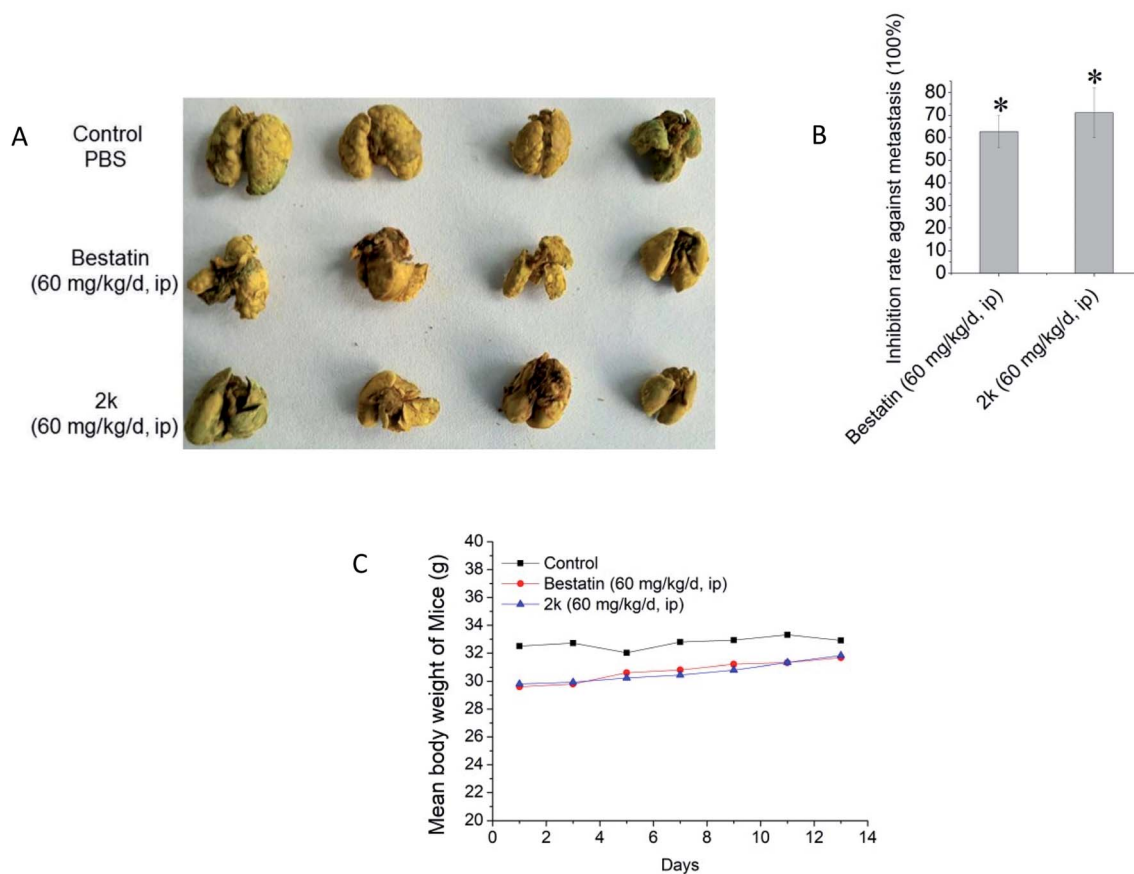 A
Control
PBS
Bestatin
(60 mg/kg/d, ip)
2k
(60 mg/kg/d, ip)
B
Inhibition rate against metastasis (100%)
80
70
60
50
40
30
20
10
0
*
*
Bestatin (60 mg/kg/d, ip)
2k (60 mg/kg/d, ip)
C
Mean body weight of Mice (g)
40
38
36
34
32
30
28
26
24
22
20
Control
Bestatin (60 mg/kg/d, ip)
2k (60 mg/kg/d, ip)
0 2 4 6 8 10 12 14
Days